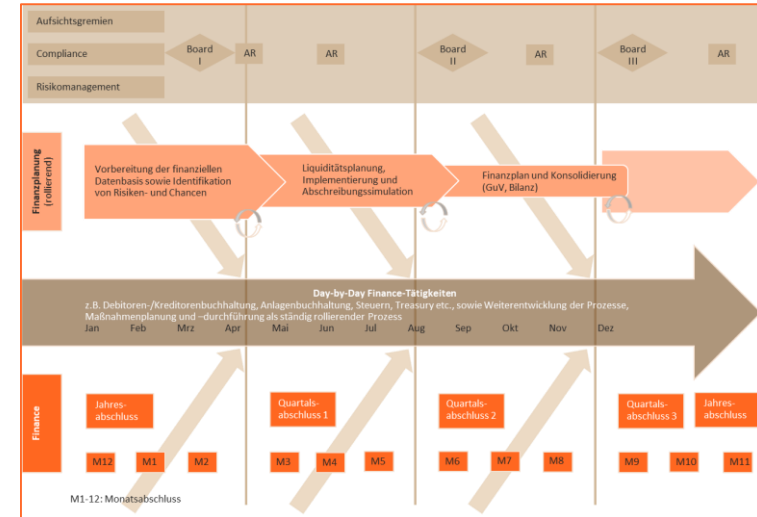 Aufsichtsgremien
Compliance
Risikomanagement
Board
I
AR
AR
Board
II
AR
Board
III
AR
Finanzplanung
(rollierend)
Vorbereitung der finanziellen
Datenbasis sowie Identifikation
von Risiken- und Chancen
Liquiditätsplanung,
Implementierung und
Abschreibungssimulation
Finanzplan und Konsolidierung
(GuV, Bilanz)
Day-by-Day Finance-Tätigkeiten
z.B. Debitoren-/Kreditorenbuchhaltung, Anlagenbuchhaltung, Steuern, Treasury etc., sowie Weiterentwicklung der Prozesse,
Maßnahmenplanung und –durchführung als ständig rollierender Prozess
Jan Feb Mrz Apr Mai Jun Jul Aug Sep Okt Nov Dez
Finance
Jahres-
abschluss
Quartals-
abschluss 1
Quartals-
abschluss 2
Quartals-
abschluss 3
Jahres-
abschluss
M12 M1 M2 M3 M4 M5 M6 M7 M8 M9 M10 M11
M1-12: Monatsabschluss